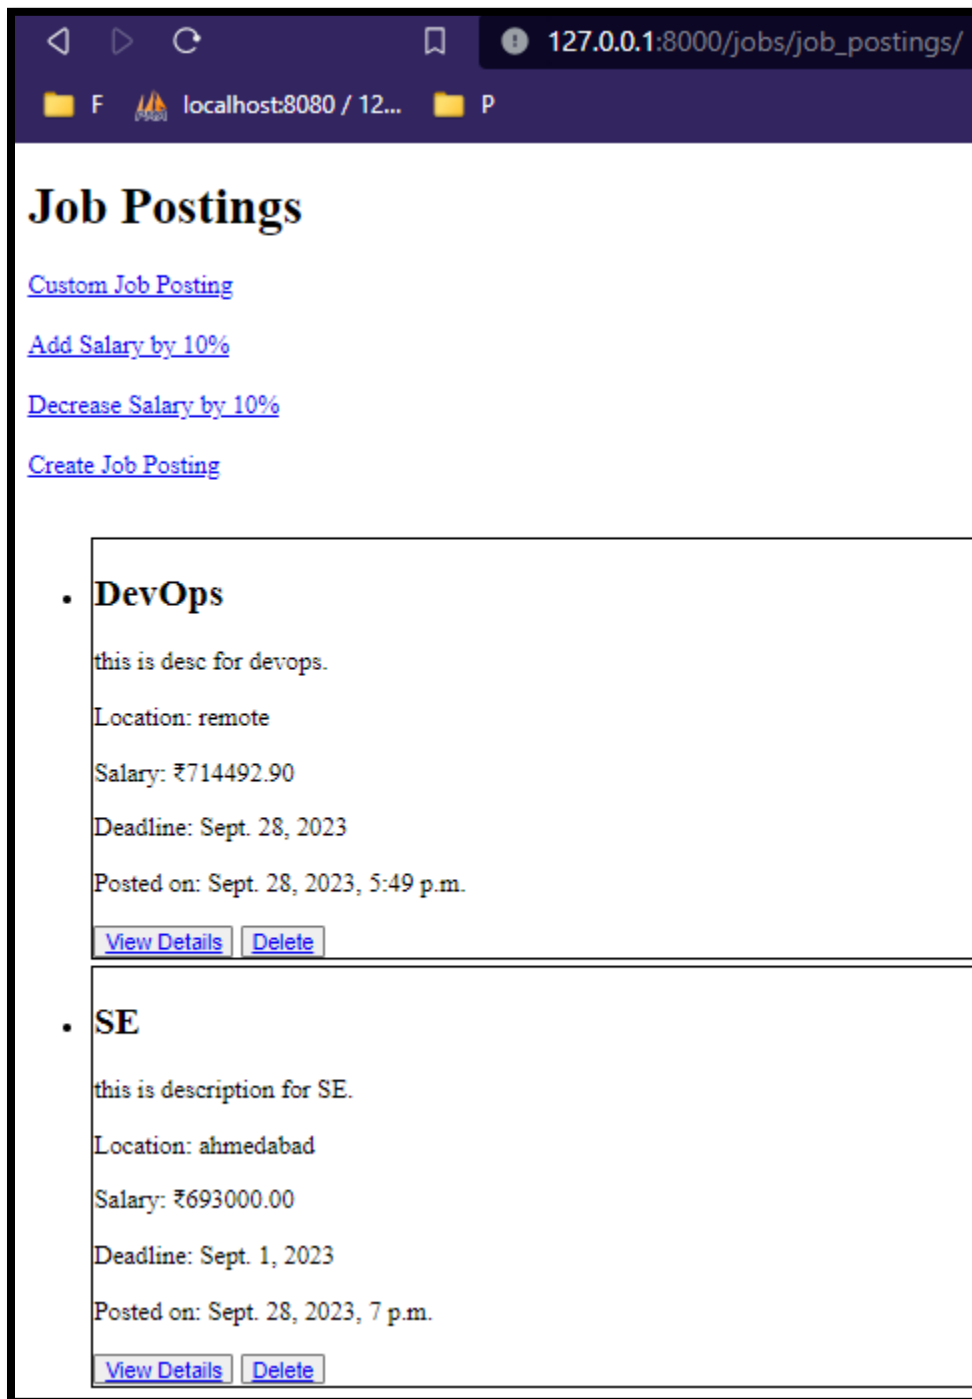 127.0.0.1:8000/jobs/job_postings/
F localhost:8080 / 12... P
Job Postings
Custom Job Posting
Add Salary by 10%
Decrease Salary by 10%
Create Job Posting
DevOps
this is desc for devops.
Location: remote
Salary: ₹714492.90
Deadline: Sept. 28, 2023
Posted on: Sept. 28, 2023, 5:49 p.m.
View Details Delete
SE
this is description for SE.
Location: ahmedabad
Salary: ₹693000.00
Deadline: Sept. 1, 2023
Posted on: Sept. 28, 2023, 7 p.m.
View Details Delete